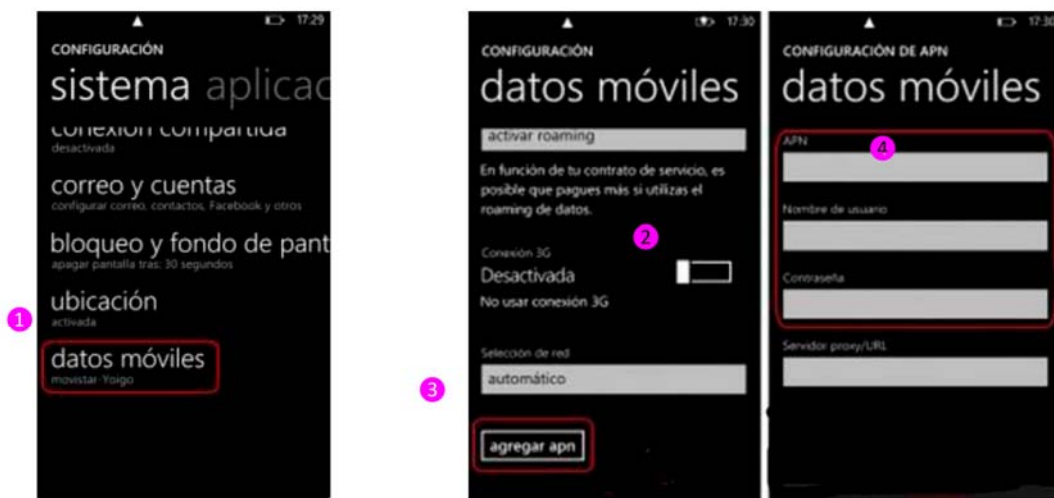 17:29
CONFIGURACIÓN
sistema aplicac
conexión compartida
desactivada
correo y cuentas
configurar correo, contactos, Facebook y otros
bloqueo y fondo de pant
apagar pantalla tras: 30 segundos
1
ubicación
activada
datos móviles
movistar-Yoigo
17:30
CONFIGURACIÓN
datos móviles
activar roaming
En función de tu contrato de servicio, es
posible que pagues más si utilizas el
roaming de datos.
2
Conexión 3G
Desactivada
No usar conexión 3G
Selección de red
3
automático
agregar apn
17:30
CONFIGURACIÓN DE APN
datos móviles
APN
4
Nombre de usuario
Contraseña
Servidor proxy/URL